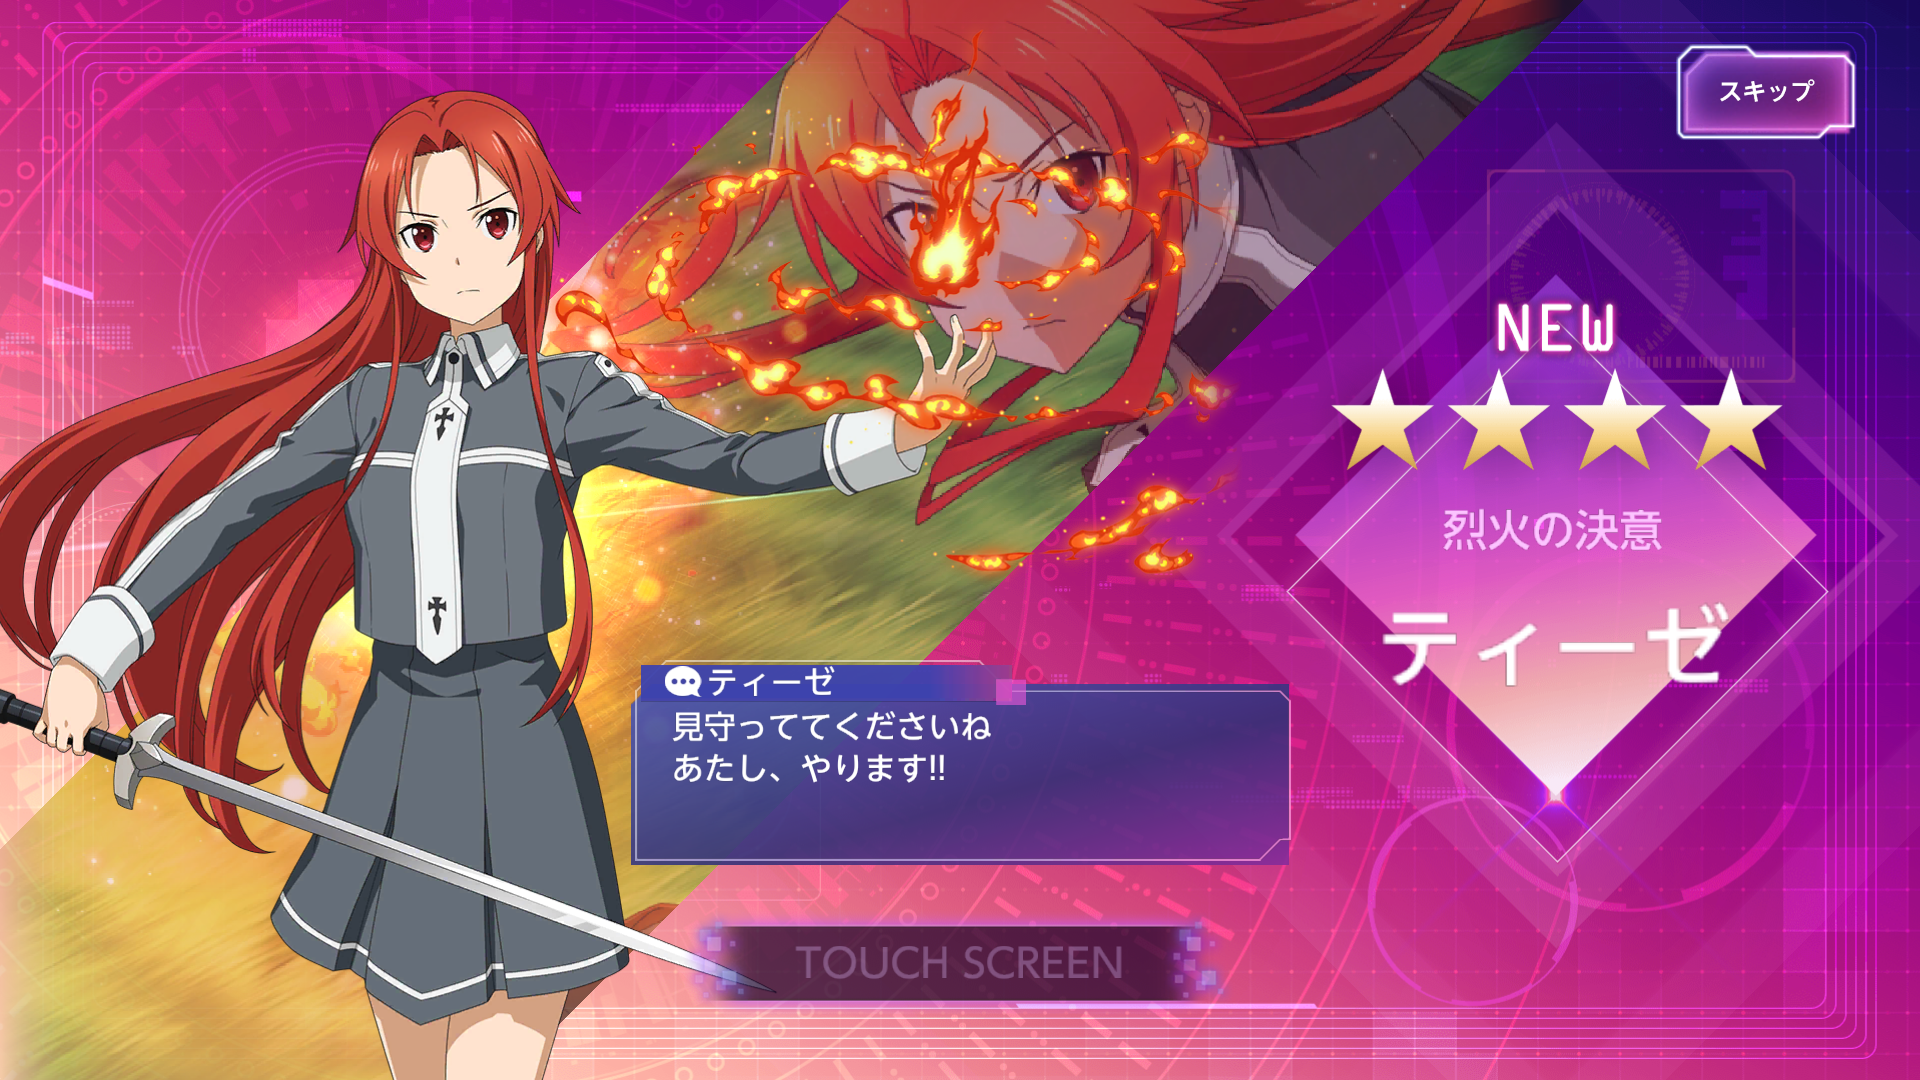 スキップ
NEW
烈火の決意
ティーゼ
ティーゼ
見守っててくださいね
あたし、やります!!
TOUCH SCREEN